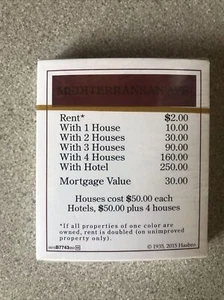 MEDITERRANEAN AVE.
Rent* $2.00
With 1 House 10.00
With 2 Houses 30.00
With 3 Houses 90.00
With 4 Houses 160.00
With Hotel 250.00
Mortgage Value 30.00
Houses cost $50.00 each
Hotels, $50.00 plus 4 houses
*If all properties of one color are
owned, rent is doubled (on unimproved
property only).
B7743
© 1935, 2015 Hasbro